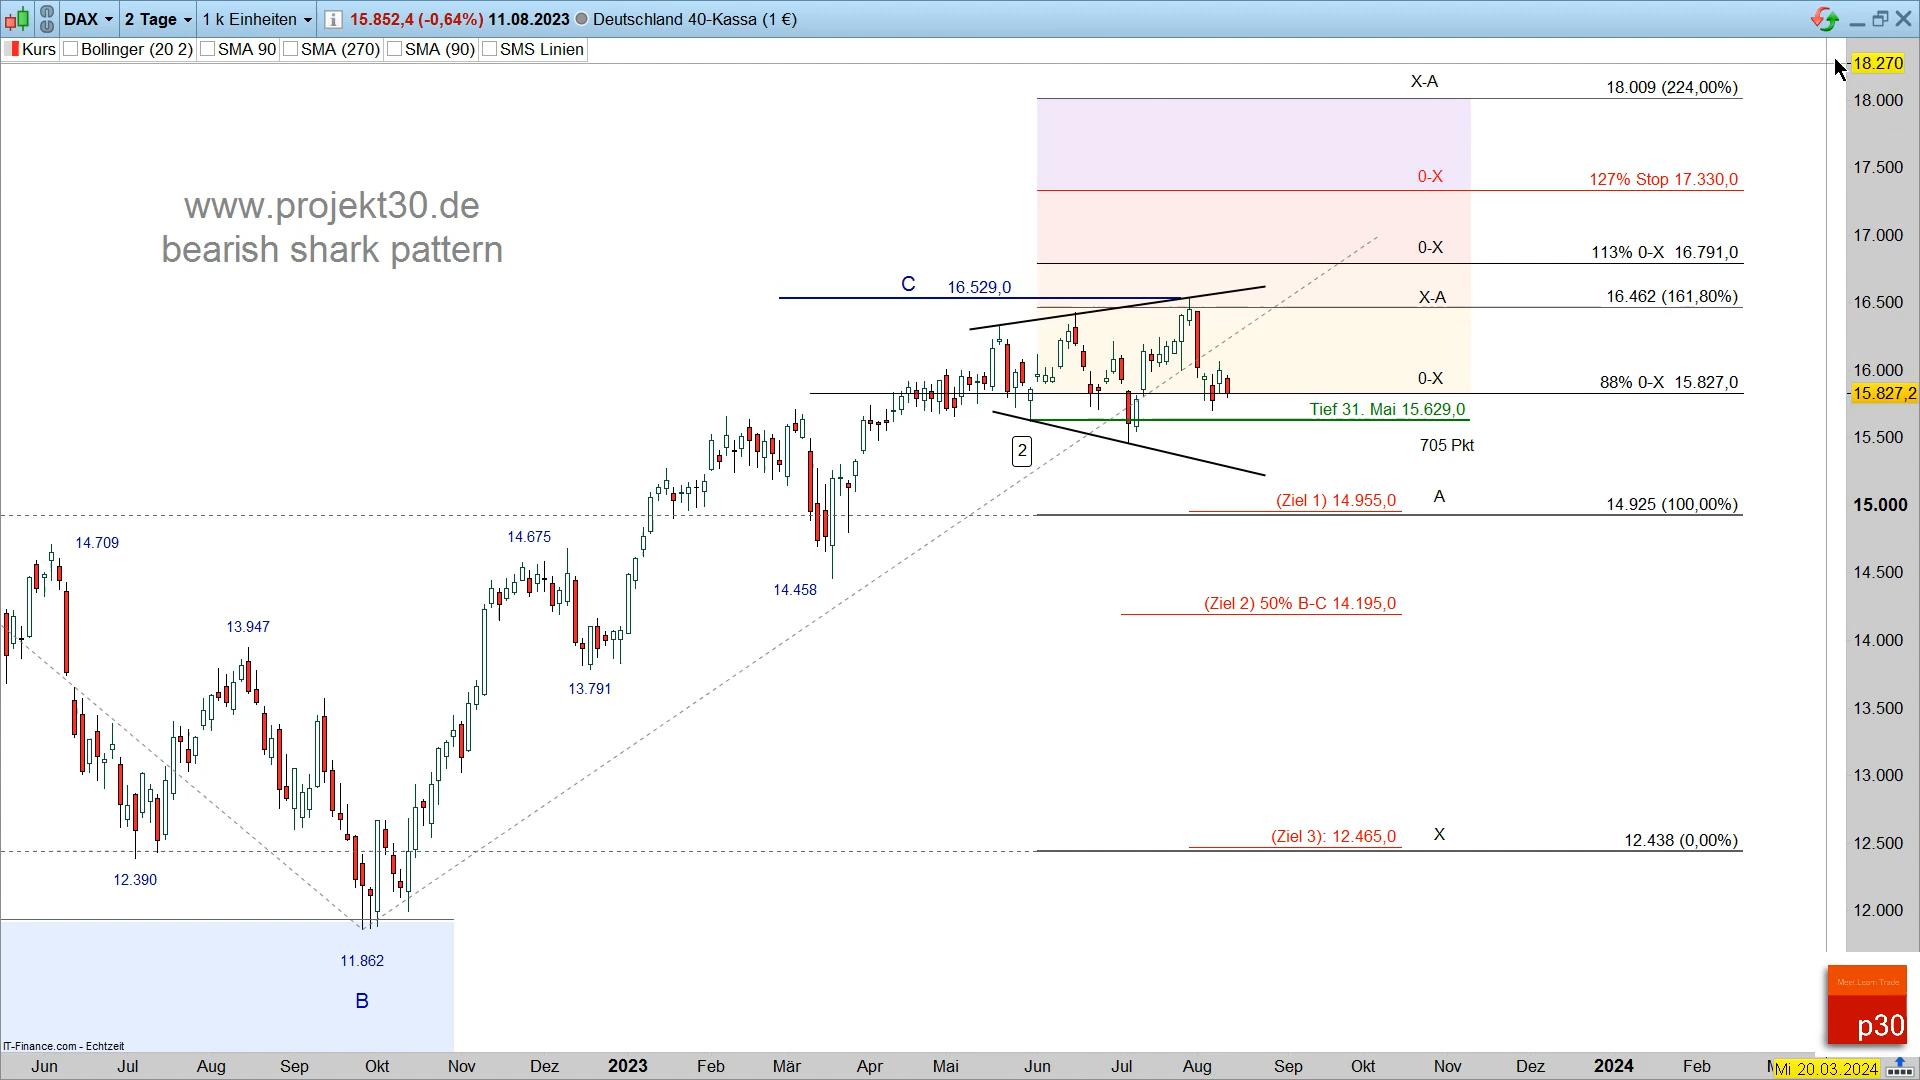 DAX 2 Tage 1 k Einheiten 15.852,4 (-0,64%) 11.08.2023 Deutschland 40-Kassa (1 €)
Kurs Bollinger (20 2) SMA 90 SMA (270) SMA (90) SMS Linien
18.270
X-A 18.009 (224,00%)
18.000
www.projekt30.de
bearish shark pattern
17.500
0-X 127% Stop 17.330,0
17.000
0-X 113% 0-X 16.791,0
C 16.529,0
X-A 16.462 (161,80%)
16.500
16.000
0-X 88% 0-X 15.827,0
15.827,2
Tief 31. Mai 15.629,0
2
705 Pkt
15.500
(Ziel 1) 14.955,0 A 14.925 (100,00%)
15.000
14.709
14.675
14.458
14.500
(Ziel 2) 50% B-C 14.195,0
13.947
14.000
13.791
13.500
13.000
(Ziel 3): 12.465,0 X 12.438 (0,00%)
12.500
12.390
12.000
11.862
B
Meet.Learn.Trade
p30
IT-Finance.com - Echtzeit
Jun Jul Aug Sep Okt Nov Dez 2023 Feb Mär Apr Mai Jun Jul Aug Sep Okt Nov Dez 2024 Feb Mi 20.03.2024